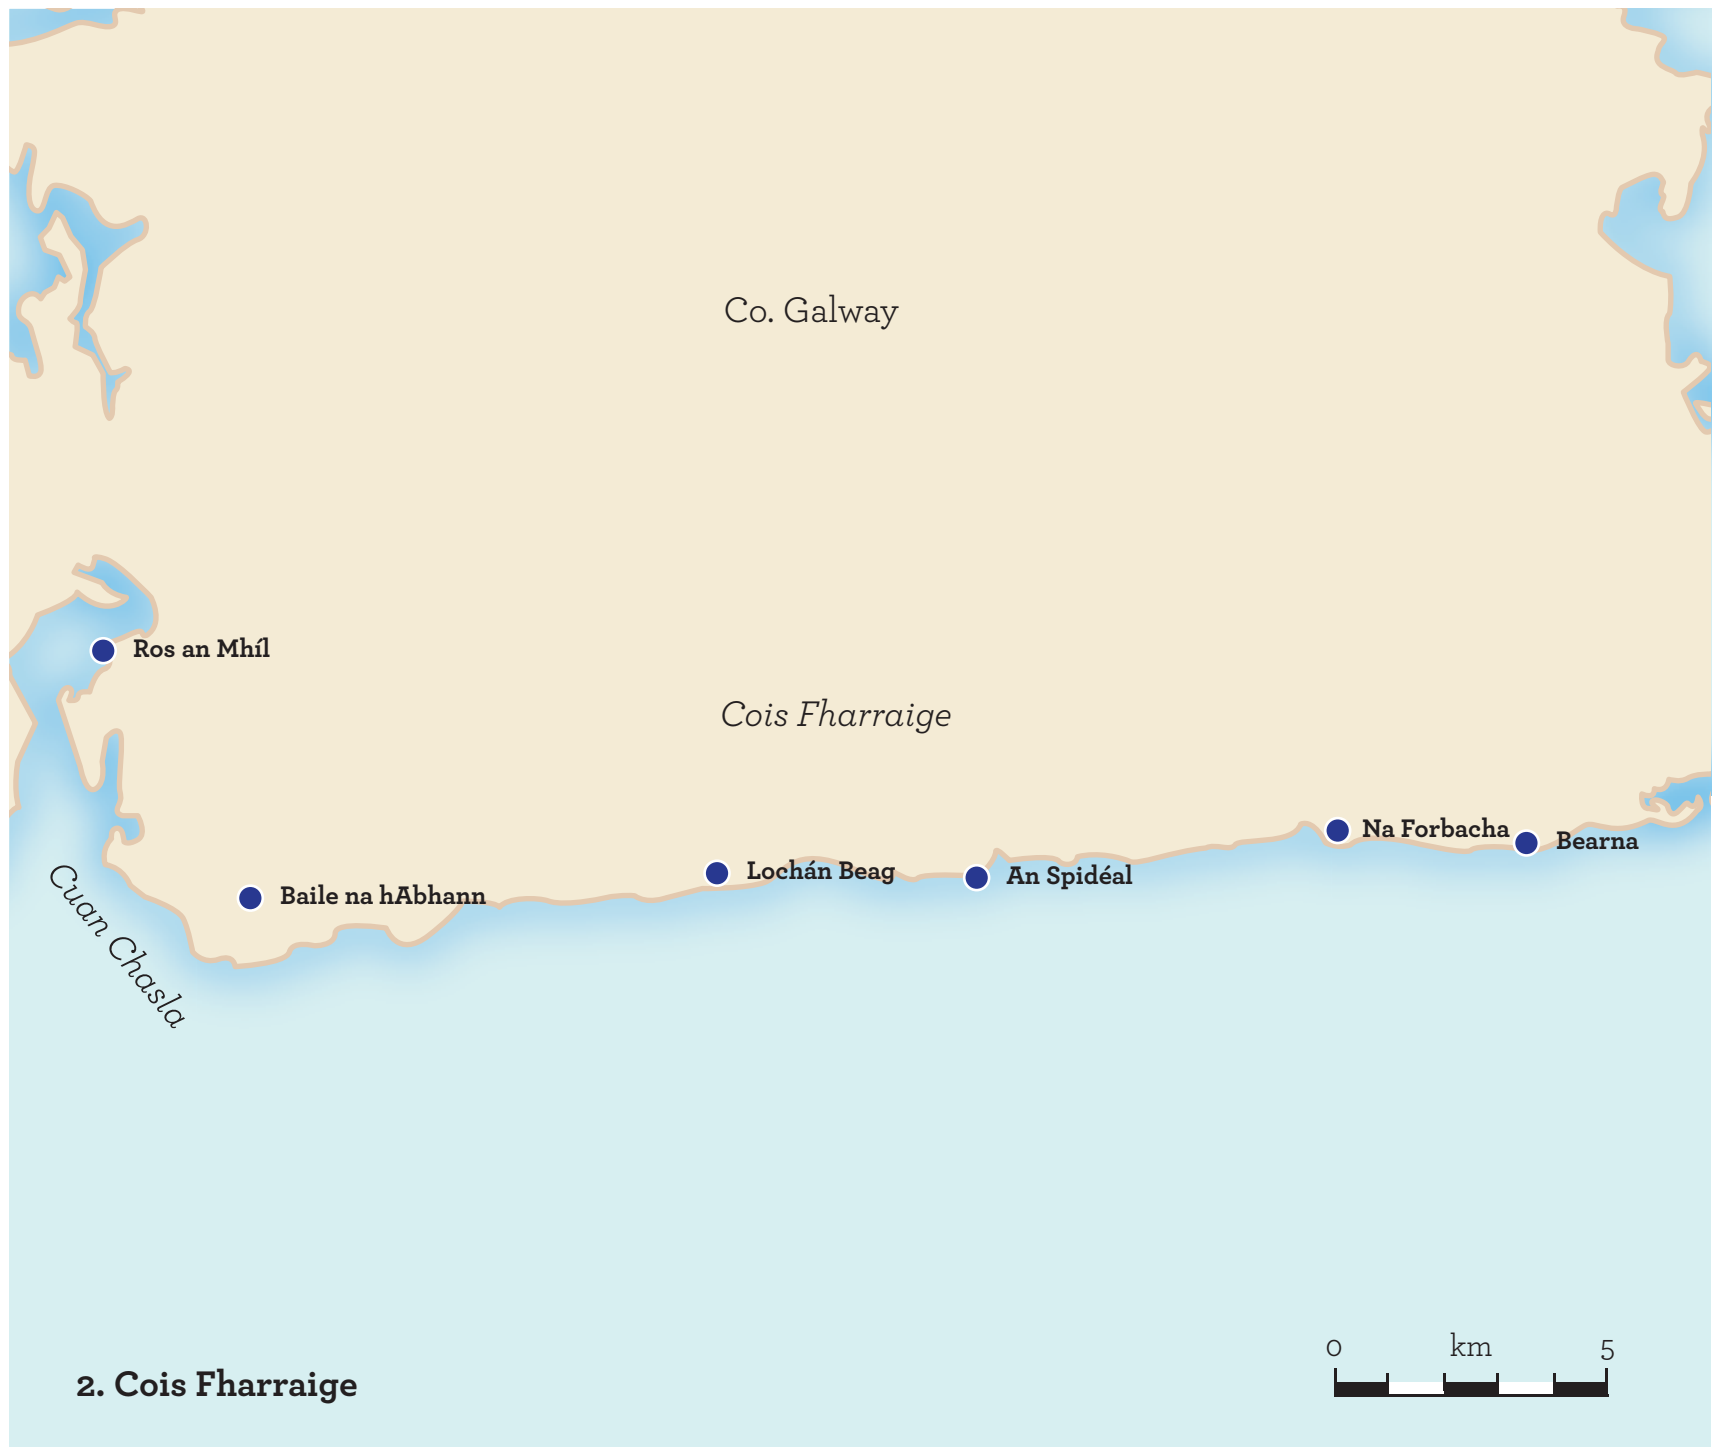 Co. Galway
Ros an Mhíl
Cois Fharraige
Na Forbacha
Bearna
Lochán Beag
An Spidéal
Baile na hAbhann
Cuan Chasla
0 km 5
2. Cois Fharraige